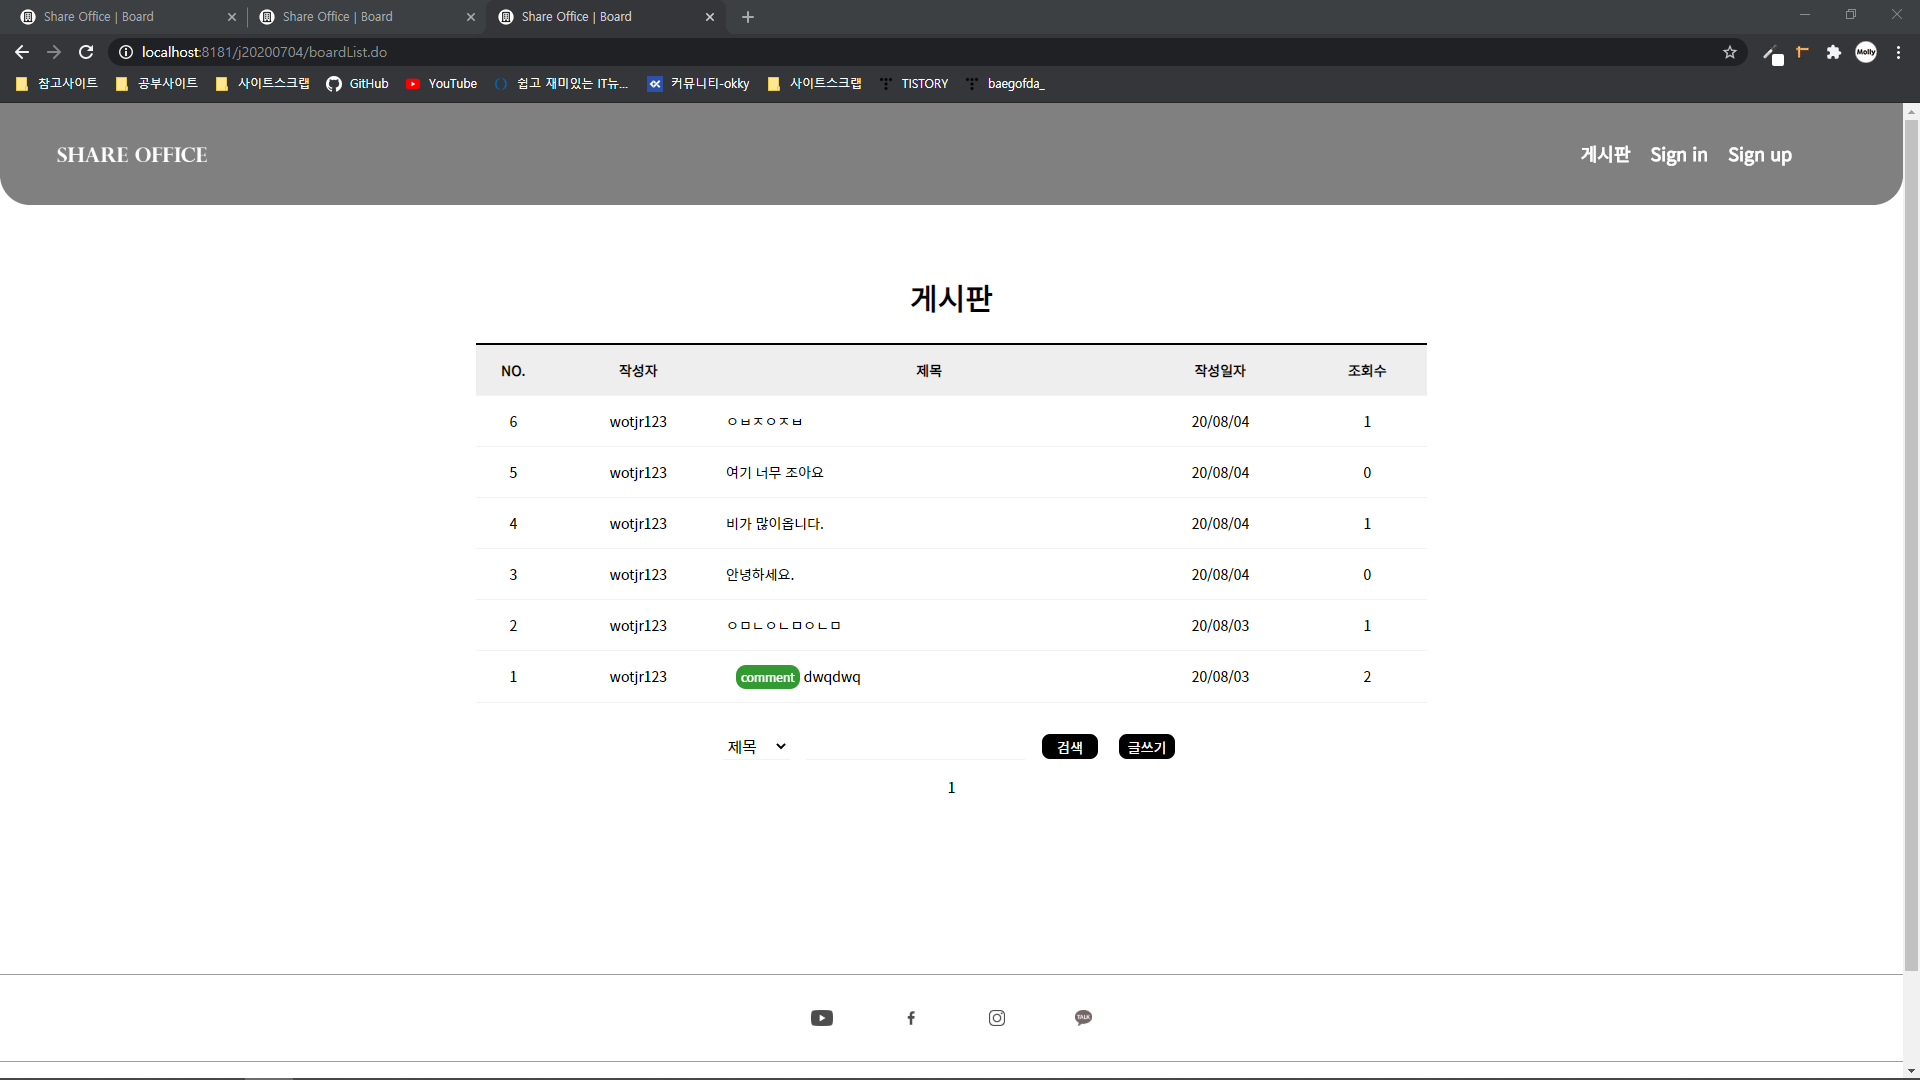 Share Office | Board
Share Office | Board
Share Office | Board
localhost:8181/j20200704/boardList.do
Molly
참고사이트 공부사이트 사이트스크랩 GitHub YouTube 쉽고 재미있는 IT뉴... 커뮤니티-okky 사이트스크랩 TISTORY baegofda_
SHARE OFFICE 게시판 Sign in Sign up
게시판
NO. 작성자 제목 작성일자 조회수
6 wotjr123 ㅇㅂㅈㅇㅈㅂ 20/08/04 1
5 wotjr123 여기 너무 조아요 20/08/04 0
4 wotjr123 비가 많이옵니다. 20/08/04 1
3 wotjr123 안녕하세요. 20/08/04 0
2 wotjr123 ㅇㅁㄴㅇㄴㅁㅇㄴㅁ 20/08/03 1
1 wotjr123 comment dwqdwq 20/08/03 2
제목 검색 글쓰기
1
TALK